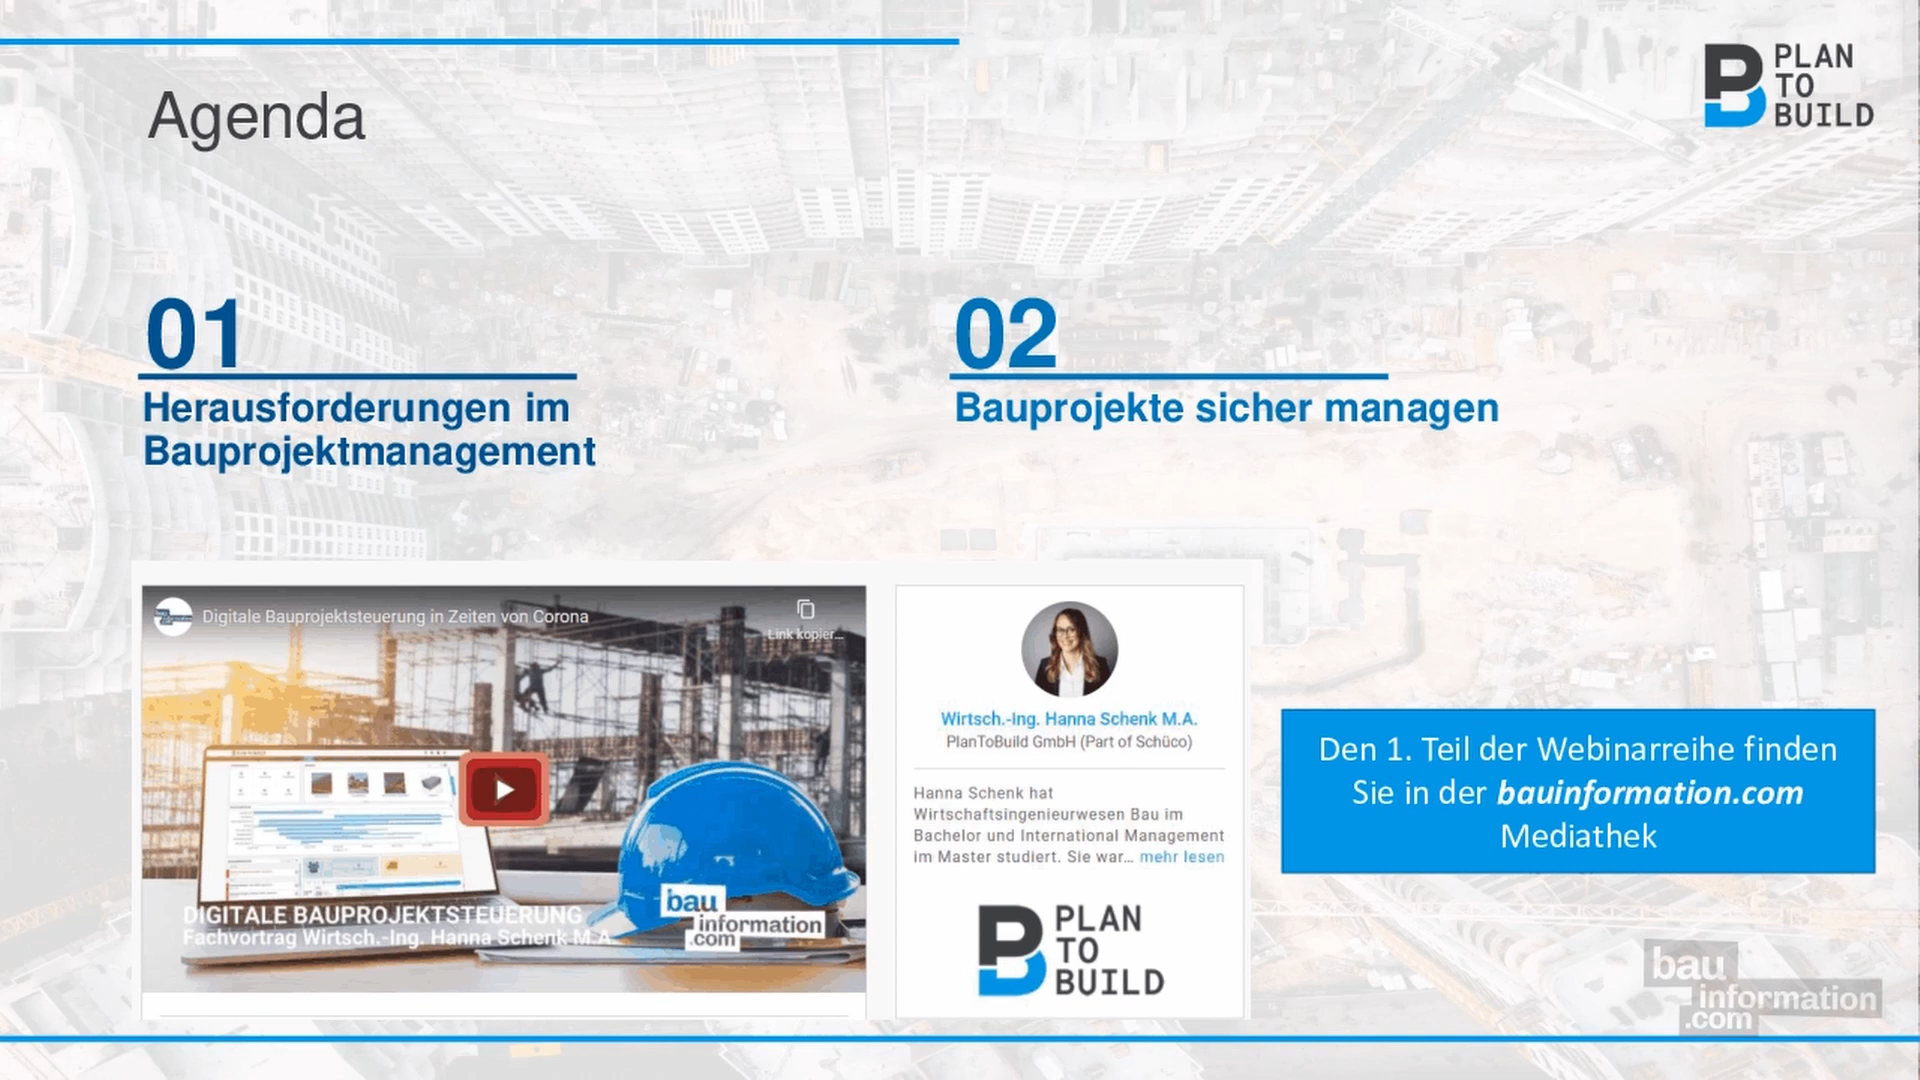 Agenda
PLAN
TO
BUILD
01
Herausforderungen im
Bauprojektmanagement
02
Bauprojekte sicher managen
Digitale Bauprojektsteuerung in Zeiten von Corona
Link kopier...
DIGITALE BAUPROJEKTSTEUERUNG
Fachvortrag Wirtsch.-Ing. Hanna Schenk M.A.
bau
information
.com
Wirtsch.-Ing. Hanna Schenk M.A.
PlanToBuild GmbH (Part of Schüco)
Hanna Schenk hat
Wirtschaftsingenieurwesen Bau im
Bachelor und International Management
im Master studiert. Sie war... mehr lesen
PLAN
TO
BUILD
Den 1. Teil der Webinarreihe finden
Sie in der bauinformation.com
Mediathek
bau
information
.com